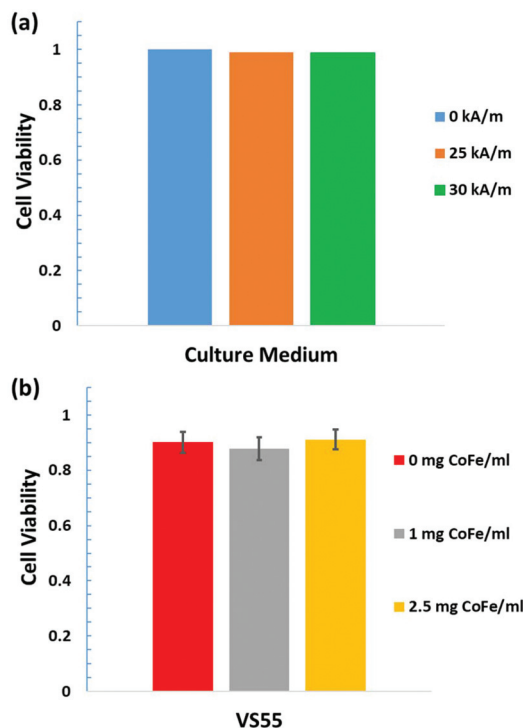 (a)
Cell Viability
1
0.8
0.6
0.4
0.2
0
0 kA/m
25 kA/m
30 kA/m
Culture Medium
(b)
Cell Viability
1
0.8
0.6
0.4
0.2
0
0 mg CoFe/ml
1 mg CoFe/ml
2.5 mg CoFe/ml
VS55